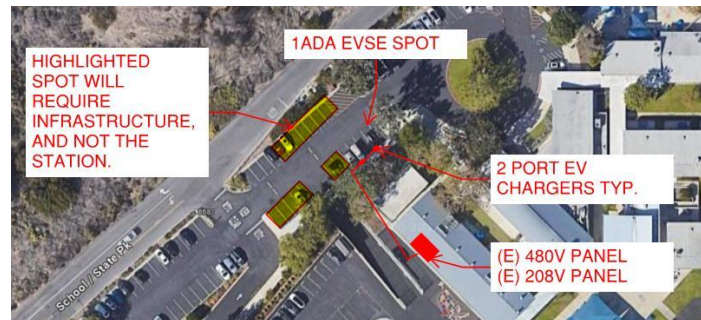 1ADA EVSE SPOT
HIGHLIGHTED
SPOT WILL
REQUIRE
INFRASTRUCTURE,
AND NOT THE
STATION.
2 PORT EV
CHARGERS TYP.
(E) 480V PANEL
(E) 208V PANEL
School / State Pk